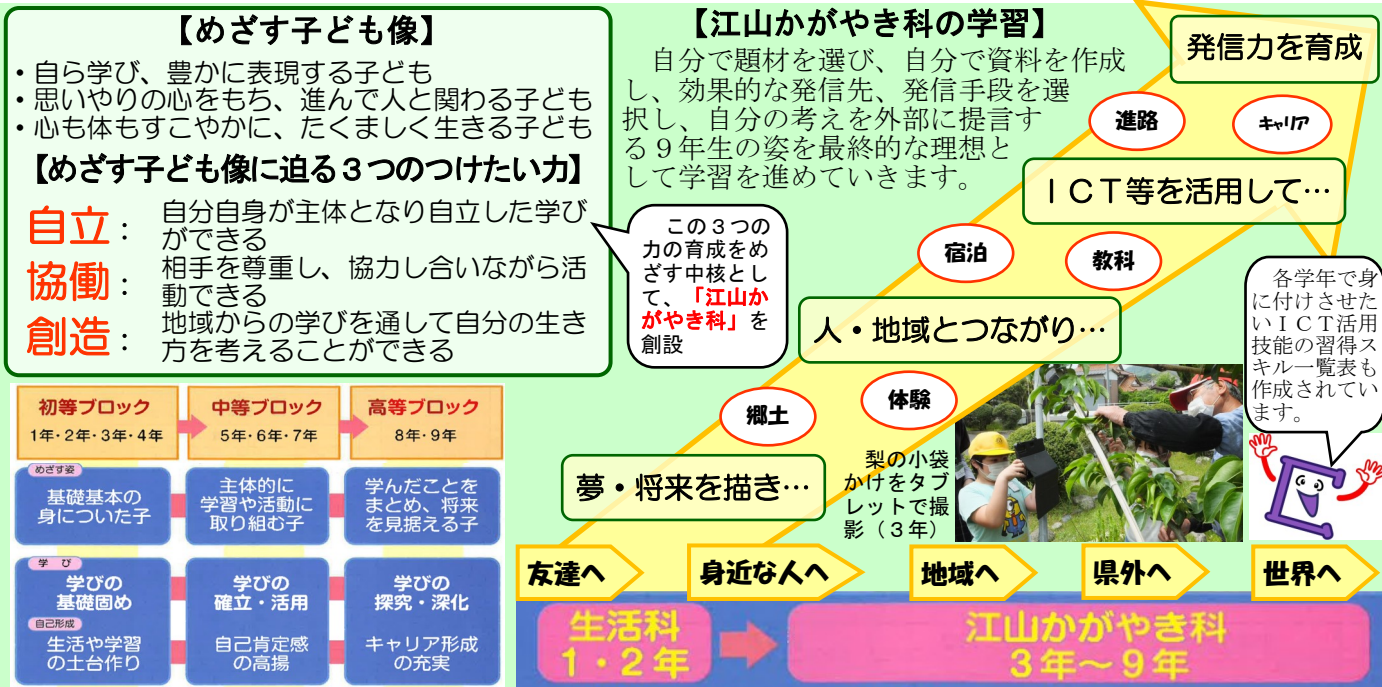 【めざす子ども像】
・自ら学び、豊かに表現する子ども
・思いやりの心をもち、進んで人と関わる子ども
・心も体もすこやかに、たくましく生きる子ども
【めざす子ども像に迫る３つのつけたい力】
自立：
自分自身が主体となり自立した学び
ができる
協働：
相手を尊重し、協力し合いながら活
動できる
創造：
地域からの学びを通して自分の生き
方を考えることができる
この３つの
力の育成をめ
ざす中核とし
て、「江山か
がやき科」を
創設
【江山かがやき科の学習】
自分で題材を選び、自分で資料を作成
し、効果的な発信先、発信手段を選
択し、自分の考えを外部に提言す
る９年生の姿を最終的な理想と
して学習を進めていきます。
発信力を育成
進路
キャリア
ＩＣＴ等を活用して…
宿泊
教科
人・地域とつながり…
郷土
体験
夢・将来を描き…
梨の小袋
かけをタブ
レットで撮
影（３年）
各学年で身
に付けさせた
いＩＣＴ活用
技能の習得ス
キル一覧表も
作成されてい
ます。
初等ブロック
1年･2年･3年･4年
中等ブロック
5年･6年･7年
高等ブロック
8年･9年
めざす姿
基礎基本の
身についた子
主体的に
学習や活動に
取り組む子
学んだことを
まとめ、将来
を見据える子
学び
学びの
基礎固め
学びの
確立・活用
学びの
探究・深化
自己形成
生活や学習
の土台作り
自己肯定感
の高揚
キャリア形成
の充実
友達へ
身近な人へ
地域へ
県外へ
世界へ
生活科
１・２年
江山かがやき科
３年～９年